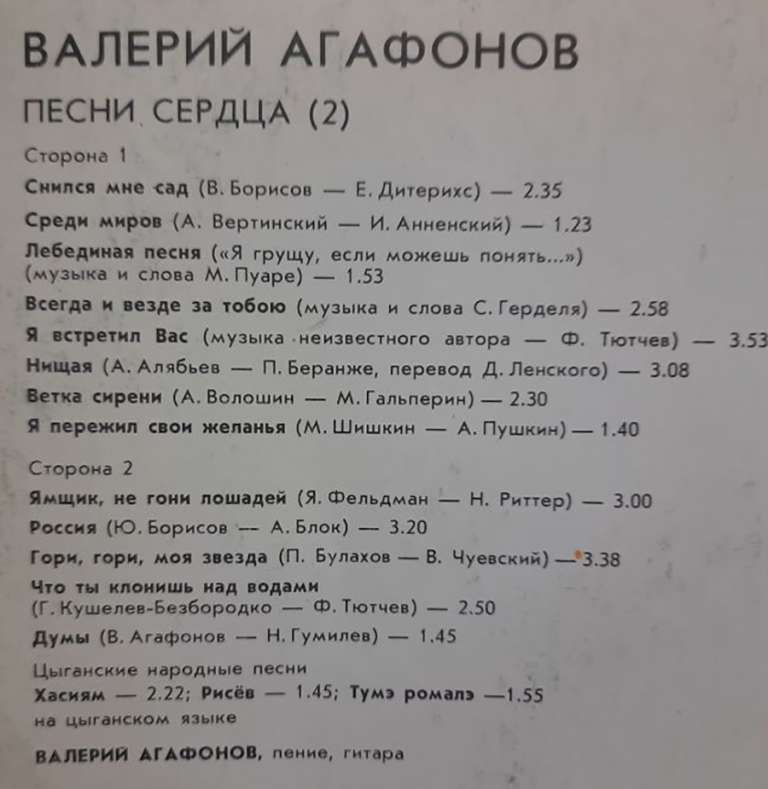 ВАЛЕРИЙ АГАФОНОВ
ПЕСНИ СЕРДЦА (2)
Сторона 1
Снился мне сад (В. Борисов — Е. Дитерихс) — 2.35
Среди миров (А. Вертинский — И. Анненский) — 1.23
Лебединая песня («Я грущу, если можешь понять...»)
(музыка и слова М. Пуаре) — 1.53
Всегда и везде за тобою (музыка и слова С. Герделя) — 2.58
Я встретил Вас (музыка неизвестного автора — Ф. Тютчев) — 3.53
Нищая (А. Алябьев — П. Беранже, перевод Д. Ленского) — 3.08
Ветка сирени (А. Волошин — М. Гальперин) — 2.30
Я пережил свои желанья (М. Шишкин — А. Пушкин) — 1.40
Сторона 2
Ямщик, не гони лошадей (Я. Фельдман — Н. Риттер) — 3.00
Россия (Ю. Борисов — А. Блок) — 3.20
Гори, гори, моя звезда (П. Булахов — В. Чуевский) — 3.38
Что ты клонишь над водами
(Г. Кушелев-Безбородко — Ф. Тютчев) — 2.50
Думы (В. Агафонов — Н. Гумилев) — 1.45
Цыганские народные песни
Хасиям — 2.22; Рисёв — 1.45; Тумэ ромалэ —1.55
на цыганском языке
ВАЛЕРИЙ АГАФОНОВ, пение, гитара